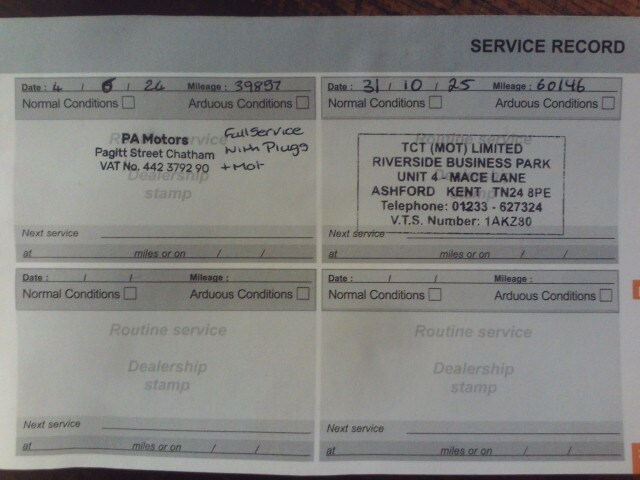 SERVICE RECORD
Date : 4 / 6 / 24 Mileage : 39857
Normal Conditions Arduous Conditions
Routine service
Dealership
stamp
PA Motors
Pagitt Street Chatham
VAT No. 442 3792 90
Full Service
with Plugs
+ Mot
Next service
at miles or on / /
Date : 31 / 10 / 25 Mileage : 60146
Normal Conditions Arduous Conditions
TCT (MOT) LIMITED
RIVERSIDE BUSINESS PARK
UNIT 4 - MACE LANE
ASHFORD KENT TN24 8PE
Telephone: 01233 - 627324
V.T.S. Number: 1AKZ80
Next service
at miles or on / /
Date : / / Mileage :
Normal Conditions Arduous Conditions
Routine service
Dealership
stamp
Next service
at miles or on / /
Date : / / Mileage :
Normal Conditions Arduous Conditions
Routine service
Dealership
stamp
Next service
at miles or on / /